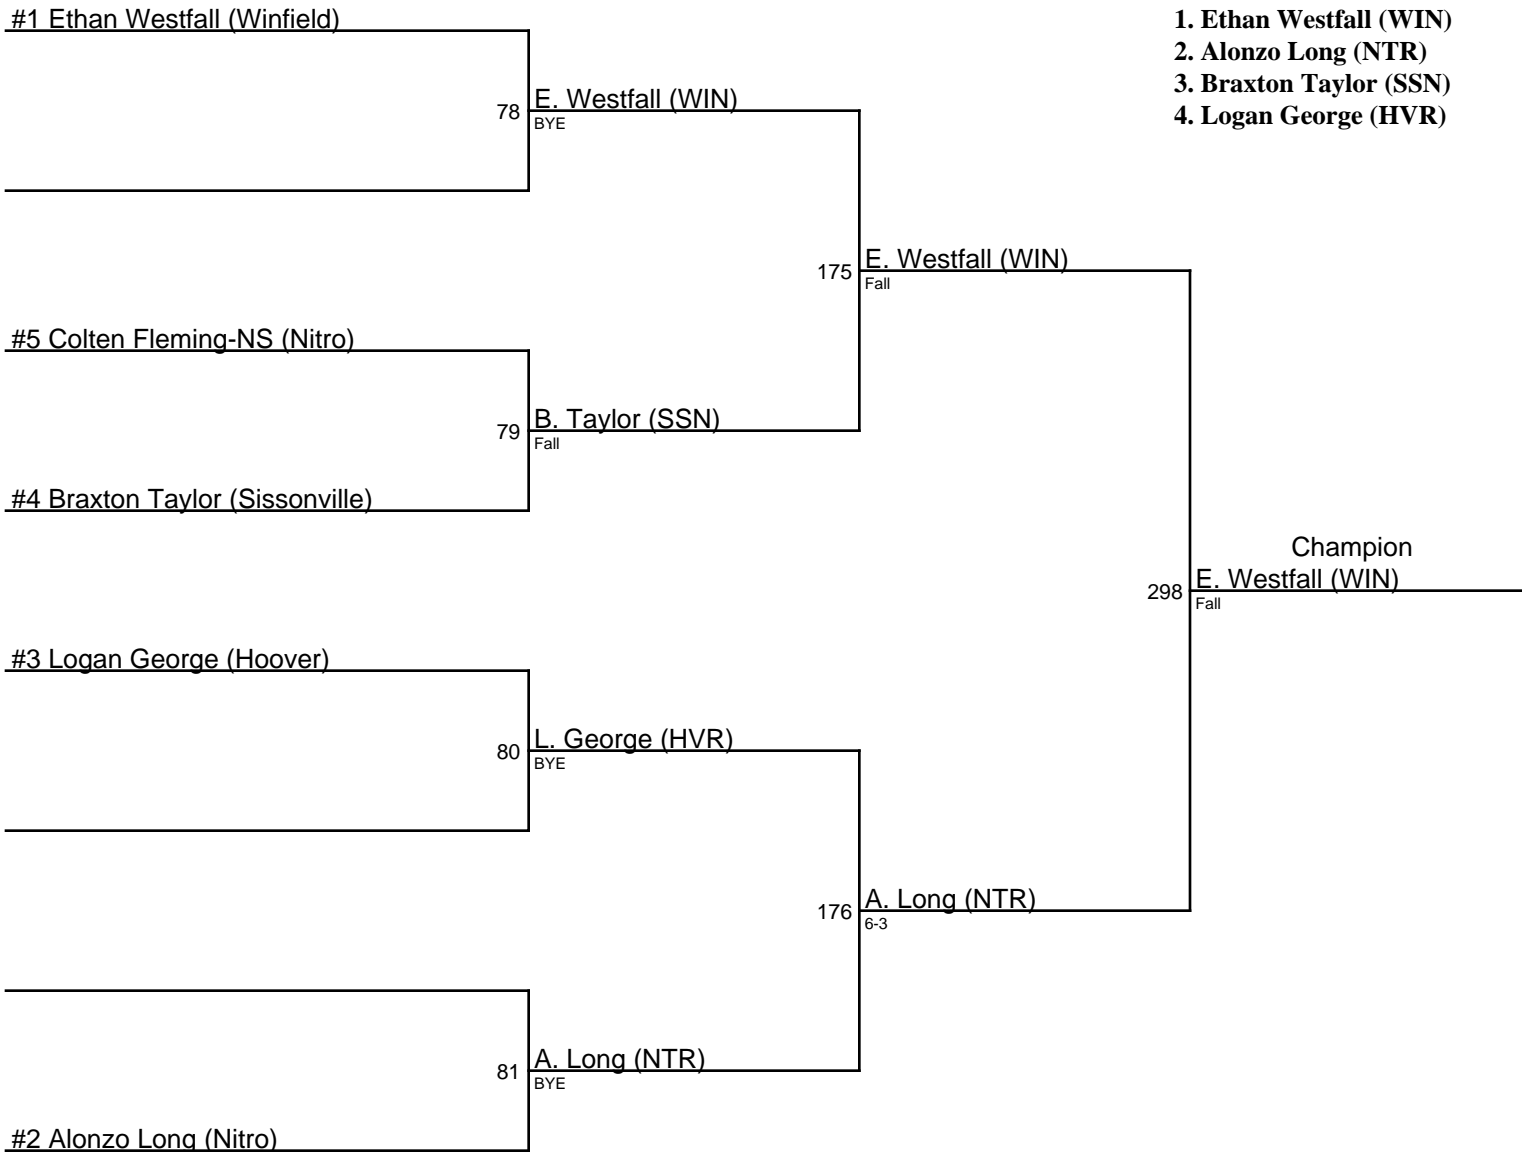 #1 Ethan Westfall (Winfield)
1. Ethan Westfall (WIN)
2. Alonzo Long (NTR)
3. Braxton Taylor (SSN)
4. Logan George (HVR)
78 E. Westfall (WIN)
BYE
175 E. Westfall (WIN)
Fall
#5 Colten Fleming-NS (Nitro)
79 B. Taylor (SSN)
Fall
#4 Braxton Taylor (Sissonville)
Champion
298 E. Westfall (WIN)
Fall
#3 Logan George (Hoover)
80 L. George (HVR)
BYE
176 A. Long (NTR)
6-3
81 A. Long (NTR)
BYE
#2 Alonzo Long (Nitro)